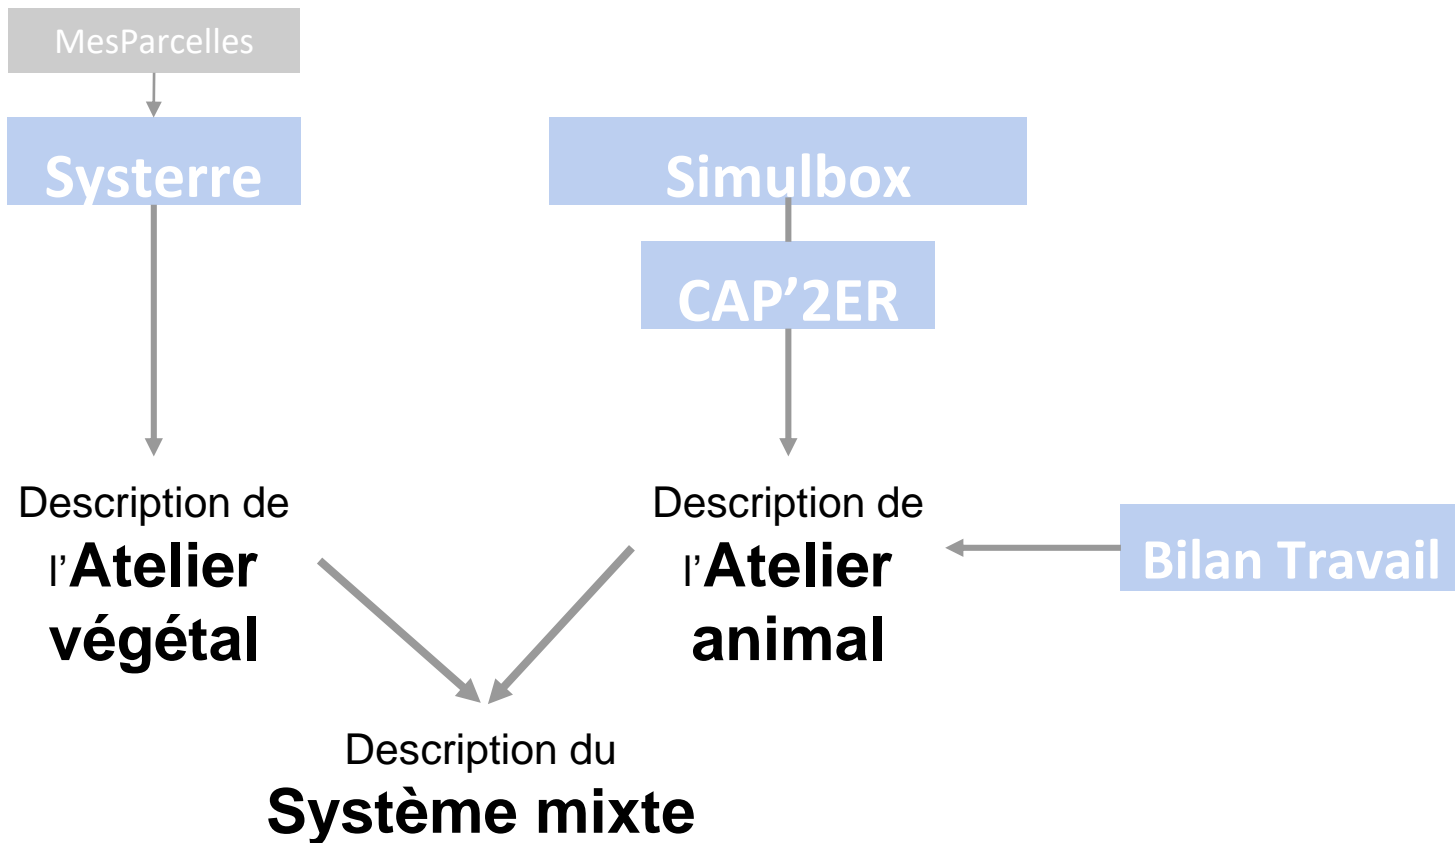 MesParcelles
Systerre
Simulbox
CAP’2ER
Description de
l’Atelier
végétal
Description de
l’Atelier
animal
Bilan Travail
Description du
Système mixte